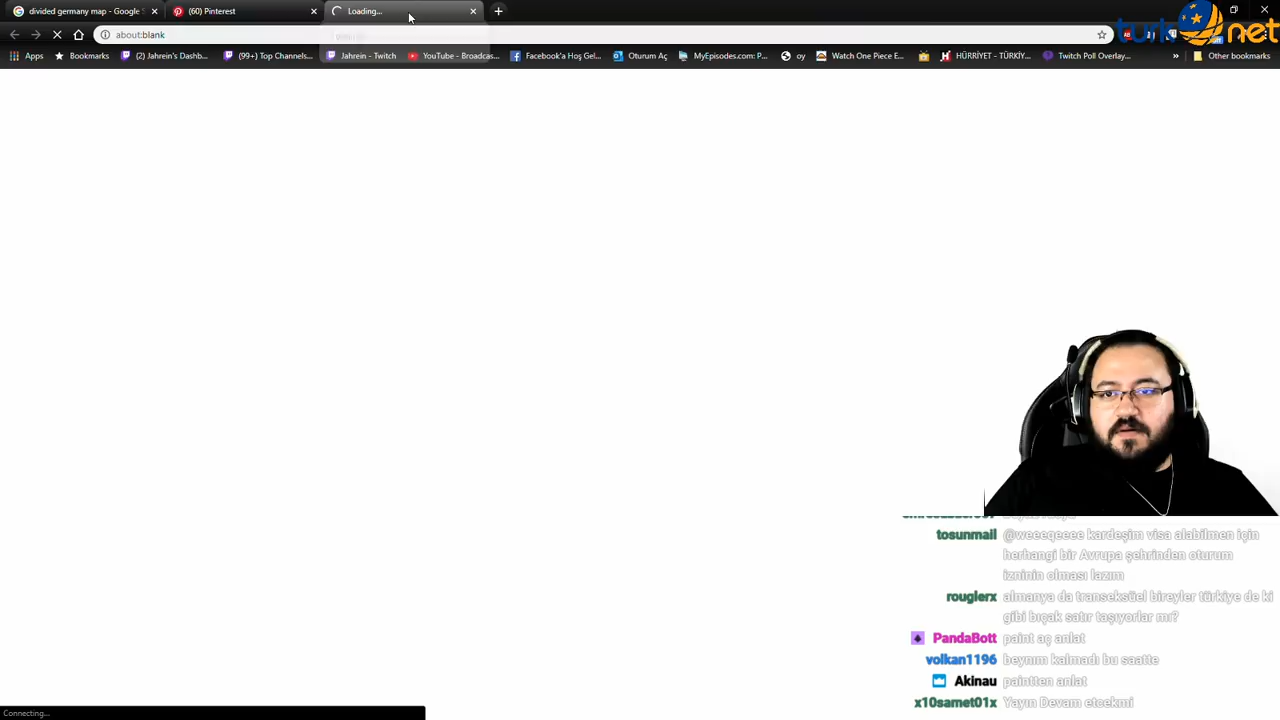 divided germany map - Google S
(60) Pinterest
Loading...
about:blank
turk.net
Apps
Bookmarks
(2) Jahrein's Dashb...
(99+) Top Channels...
Jahrein - Twitch
YouTube - Broadcas...
Facebook'a Hoş Gel...
Oturum Aç
MyEpisodes.com: P...
oy
Watch One Piece E...
HÜRRİYET - TÜRKİY...
Twitch Poll Overlay...
»
Other bookmarks
tosunmail @weeeqeeee kardeşim visa alabilmen için
herhangi bir Avrupa şehrinden oturum
izninin olması lazım
rouglerx almanya da transeksüel bireyler türkiye de ki
gibi bıçak satır taşıyorlar mı?
PandaBott paint aç anlat
volkan1196 beynım kalmadı bu saatte
Akinau paintten anlat
x10samet01x Yayın Devam etcekmi
Connecting...